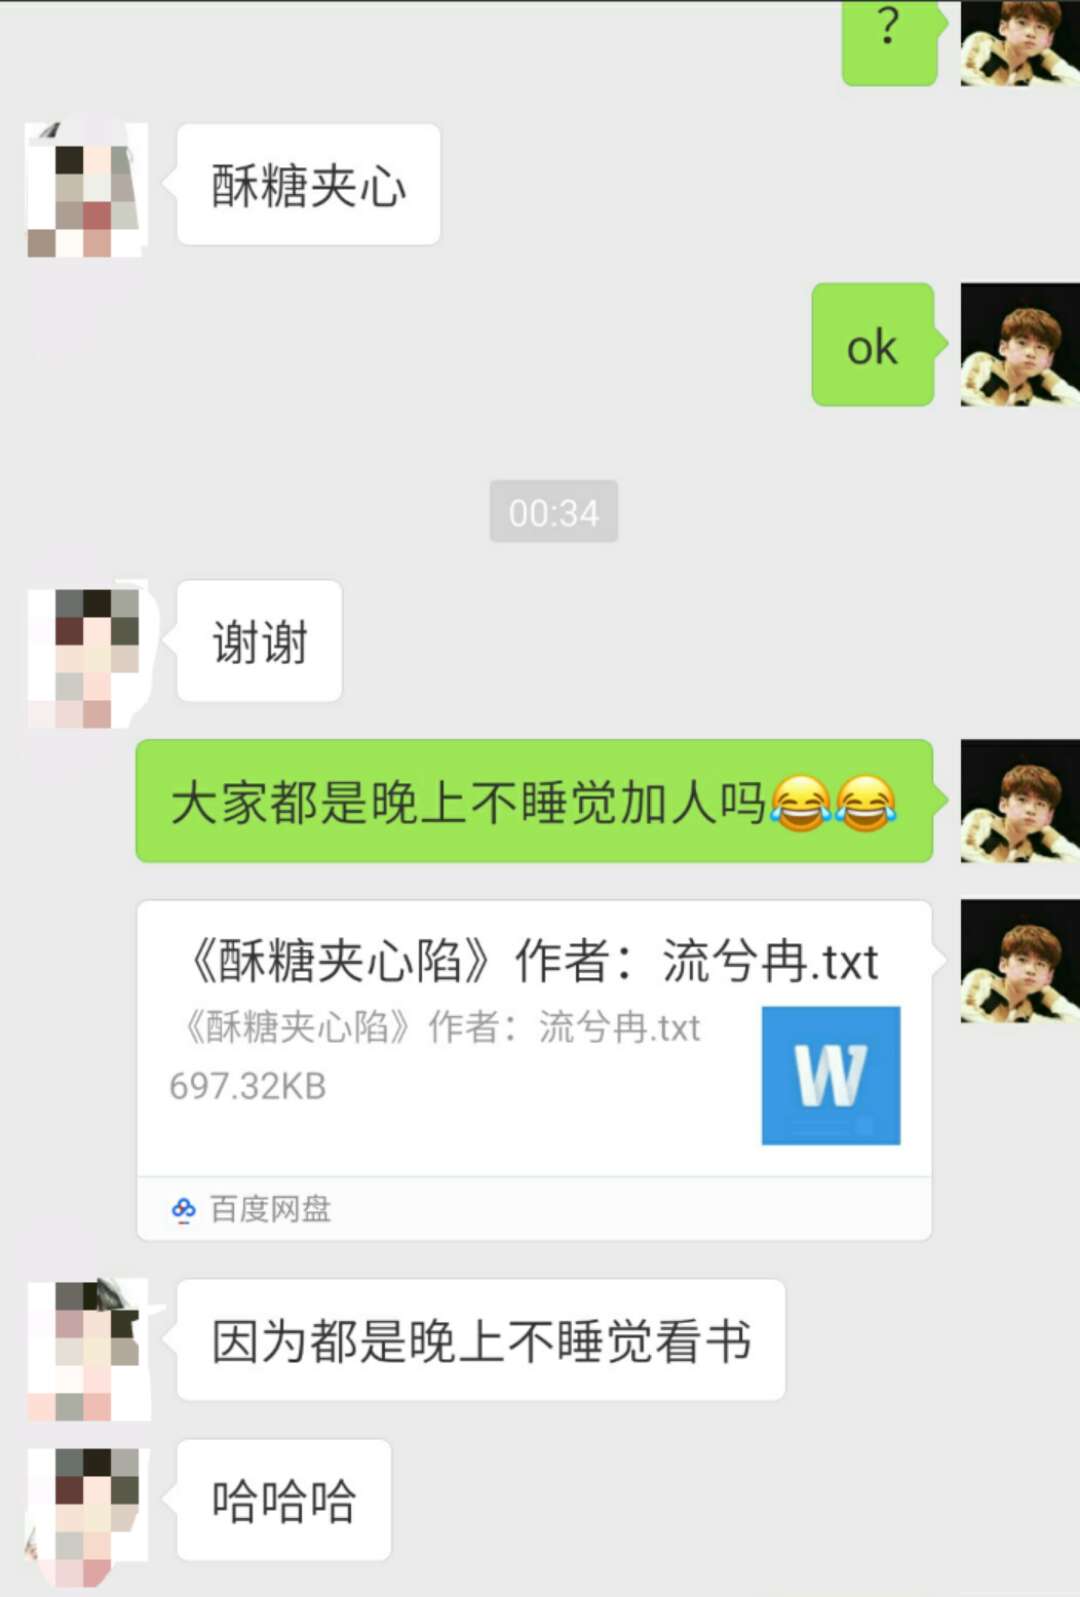 ？
酥糖夹心
ok
00:34
谢谢
大家都是晚上不睡觉加人吗😂😂
《酥糖夹心陷》作者：流兮冉.txt
《酥糖夹心陷》作者：流兮冉.txt
697.32KB
W
百度网盘
因为都是晚上不睡觉看书
哈哈哈